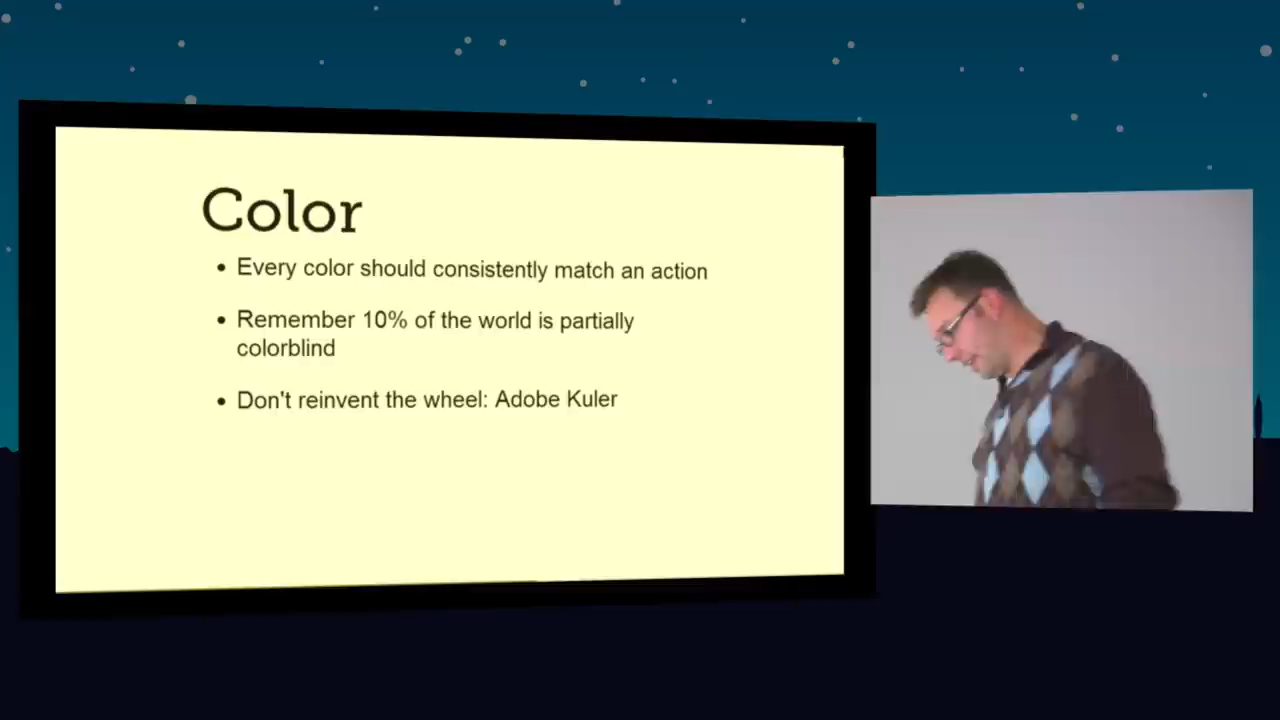 Color
• Every color should consistently match an action
• Remember 10% of the world is partially
colorblind
• Don't reinvent the wheel: Adobe Kuler